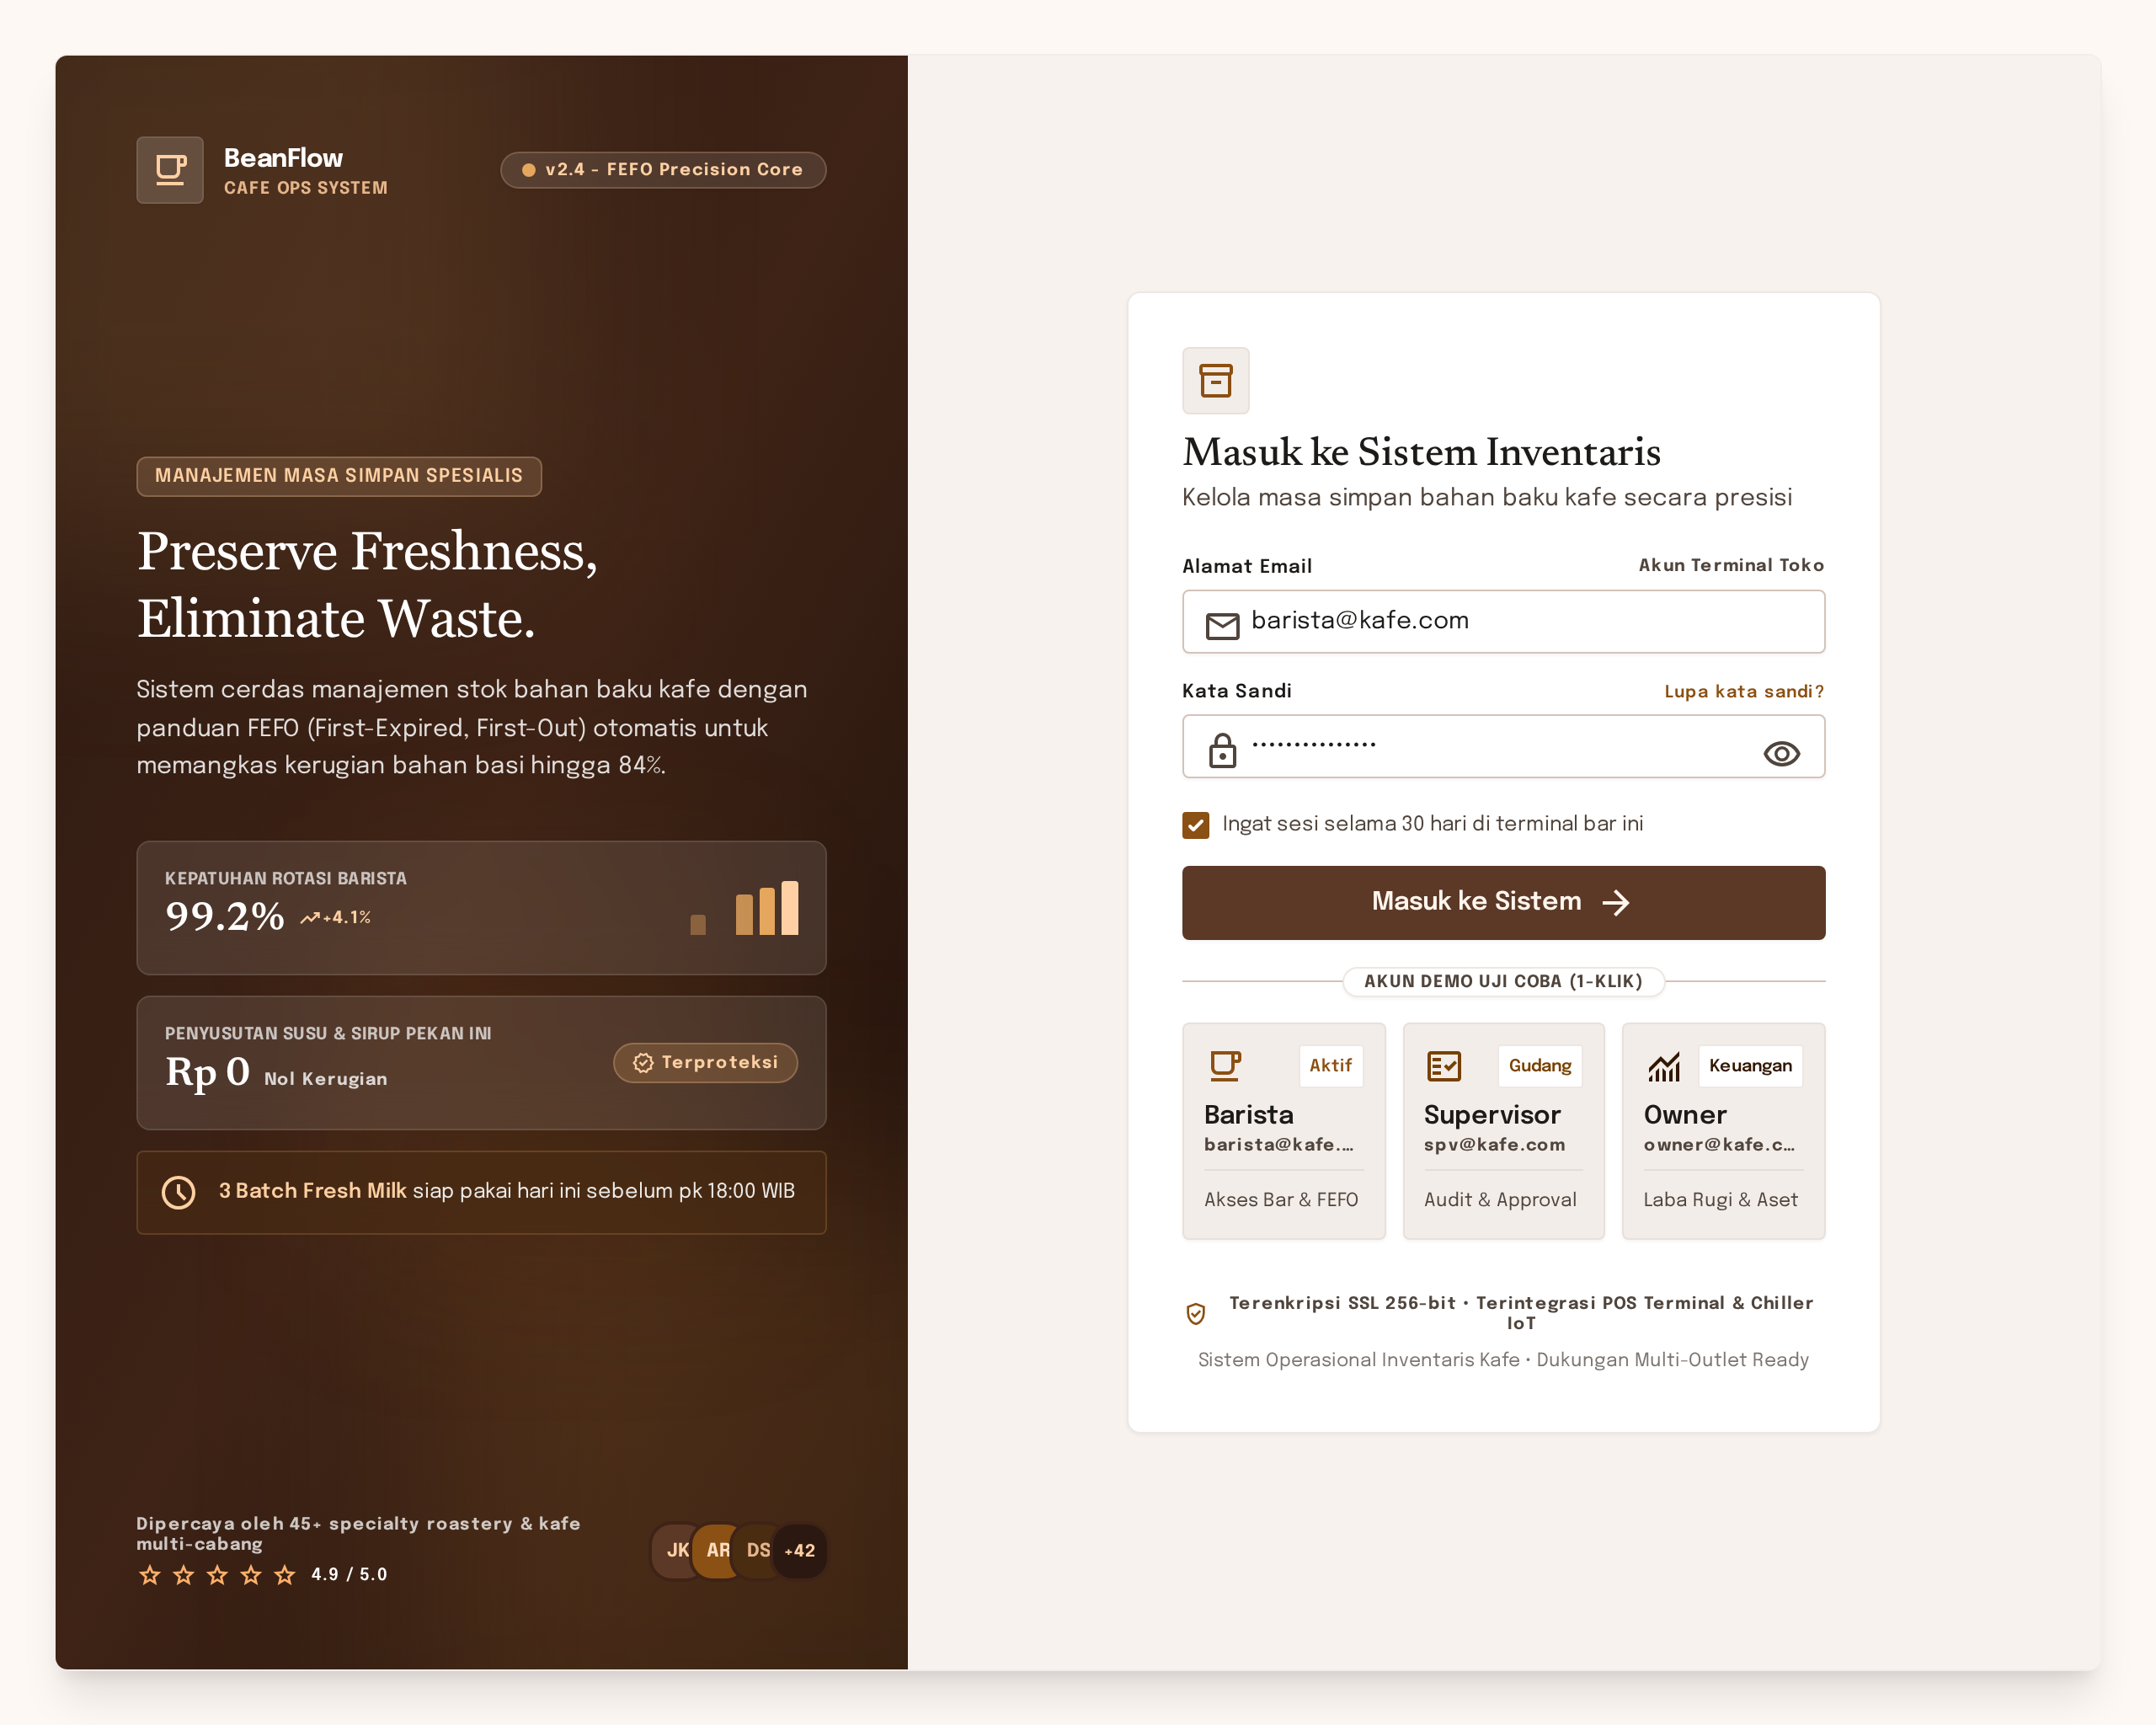 BeanFlow
CAFE OPS SYSTEM
v2.4 - FEFO Precision Core
MANAJEMEN MASA SIMPAN SPESIALIS
Preserve Freshness,
Eliminate Waste.
Sistem cerdas manajemen stok bahan baku kafe dengan
panduan FEFO (First-Expired, First-Out) otomatis untuk
memangkas kerugian bahan basi hingga 84%.
KEPATUHAN ROTASI BARISTA
99.2% +4.1%
PENYUSUTAN SUSU & SIRUP PEKAN INI
Rp 0 Nol Kerugian
Terproteksi
3 Batch Fresh Milk siap pakai hari ini sebelum pk 18:00 WIB
Dipercaya oleh 45+ specialty roastery & kafe
multi-cabang
4.9 / 5.0
JK AR DS +42
Masuk ke Sistem Inventaris
Kelola masa simpan bahan baku kafe secara presisi
Alamat Email Akun Terminal Toko
barista@kafe.com
Kata Sandi Lupa kata sandi?
•••••••••••••••
Ingat sesi selama 30 hari di terminal bar ini
Masuk ke Sistem
AKUN DEMO UJI COBA (1-KLIK)
Aktif
Barista
barista@kafe.…
Akses Bar & FEFO
Gudang
Supervisor
spv@kafe.com
Audit & Approval
Keuangan
Owner
owner@kafe.c…
Laba Rugi & Aset
Terenkripsi SSL 256-bit • Terintegrasi POS Terminal & Chiller
IoT
Sistem Operasional Inventaris Kafe • Dukungan Multi-Outlet Ready